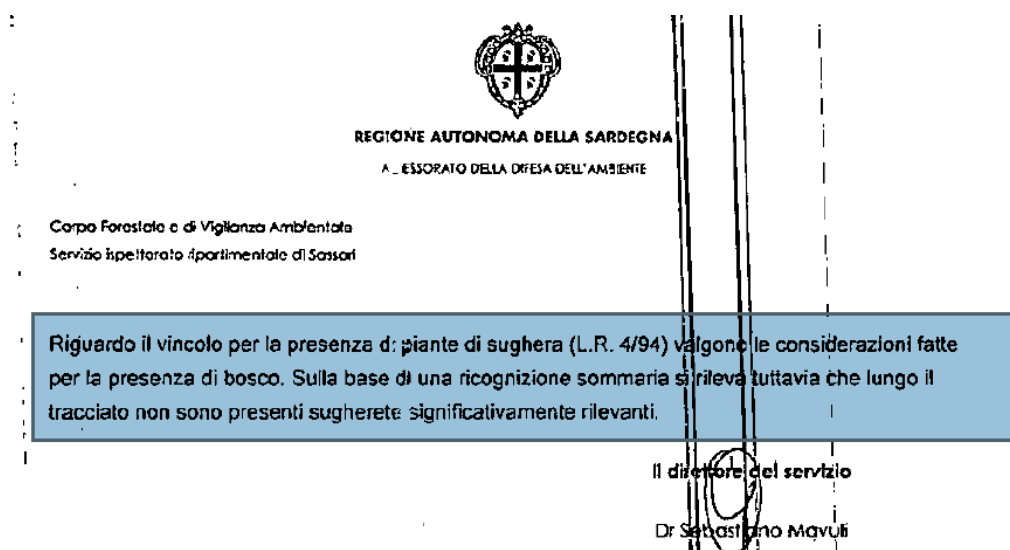 REGIONE AUTONOMA DELLA SARDEGNA
A_ESSORATO DELLA DIFESA DELL'AMBIENTE
Corpo Forestale e di Vigilanza Ambientale
Servizio ispettorato ripartimentale di Sassari
Riguardo il vincolo per la presenza di piante di sughera (L.R. 4/94) valgono le considerazioni fatte
per la presenza di bosco. Sulla base di una ricognizione sommaria si rileva tuttavia che lungo il
tracciato non sono presenti sugherete significativamente rilevanti.
Il direttore del servizio
Dr Sebastiano Mavuli